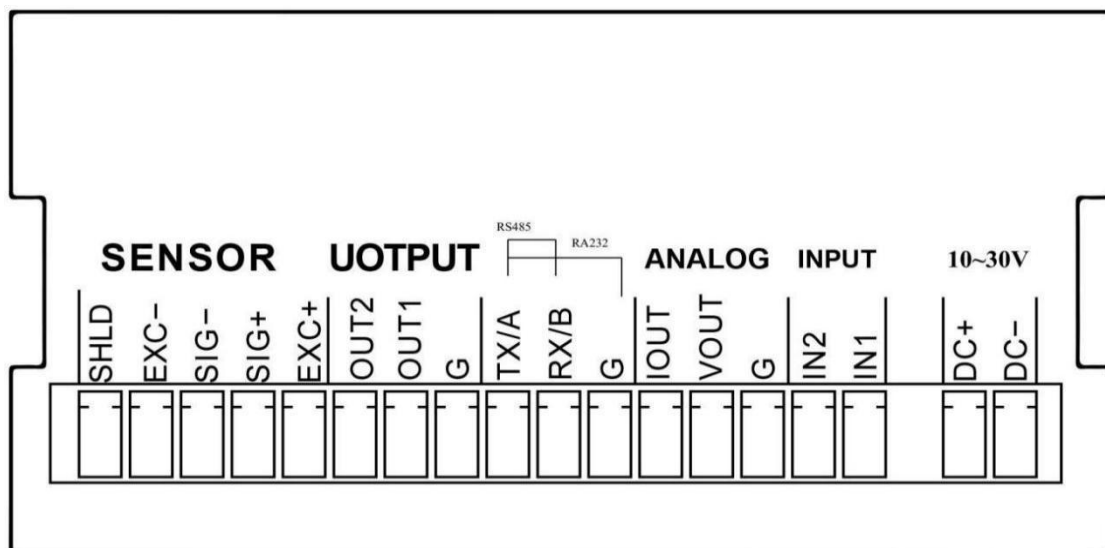 RS485
RA232
SENSOR UOTPUT ANALOG INPUT 10~30V
SHLD EXC− SIG− SIG+ EXC+ OUT2 OUT1 G TX/A RX/B G IOUT VOUT G IN2 IN1 DC+ DC−